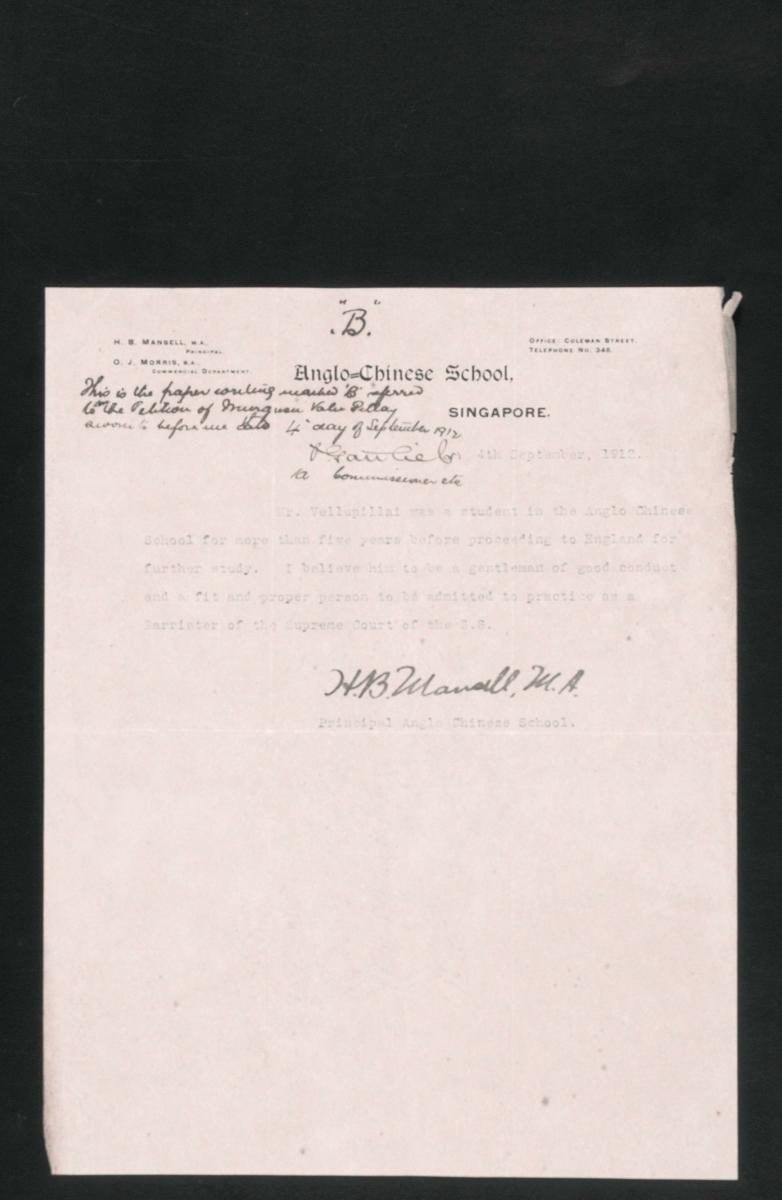 "B"
H. B. MANSELL, M.A.,
PRINCIPAL.
O. J. MORRIS, B.A.,
COMMERCIAL DEPARTMENT.
OFFICE: COLEMAN STREET.
TELEPHONE No. 346.
Anglo=Chinese School,
SINGAPORE.
This is the paper writing marked "B" referred
to in the Petition of Murugesu Velu Pillay
sworn to before me this 4th day of September 1912
A Commissioner etc
4th September, 1912.
Mr. Vellupillai was a student in the Anglo Chinese
School for more than five years before proceeding to England for
further study. I believe him to be a gentleman of good conduct
and a fit and proper person to be admitted to practice as a
Barrister of the Supreme Court of the S.S.
H.B. Mansell, M.A.
Principal Anglo Chinese School.